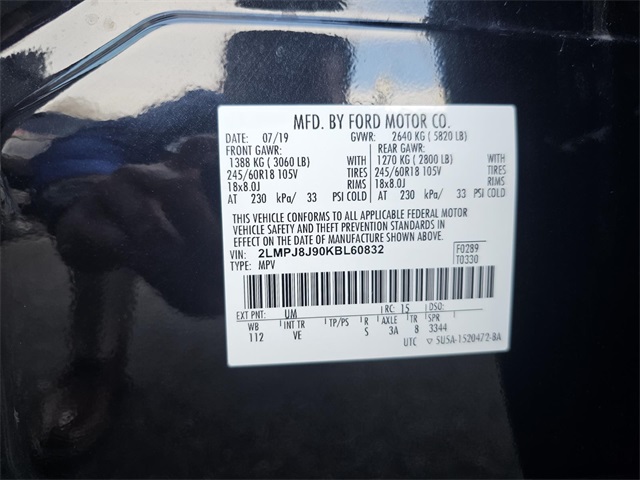 MFD. BY FORD MOTOR CO.
DATE: 07/19 GVWR: 2640 KG ( 5820 LB)
FRONT GAWR: REAR GAWR:
1388 KG ( 3060 LB) WITH 1270 KG ( 2800 LB) WITH
245/60R18 105V TIRES 245/60R18 105V TIRES
18x8.0J RIMS 18x8.0J RIMS
AT 230 kPa/ 33 PSI COLD AT 230 kPa/ 33 PSI COLD
THIS VEHICLE CONFORMS TO ALL APPLICABLE FEDERAL MOTOR
VEHICLE SAFETY AND THEFT PREVENTION STANDARDS IN EFFECT ON
THE DATE OF MANUFACTURE SHOWN ABOVE.
VIN: 2LMPJ8J90KBL60832 F0289
TYPE: MPV T0330
EXT PNT: UM RC: 15 DSO:
WB INT TR TP/PS R AXLE TR SPR
112 VE S 3A 8 3344
UTC ▽ 5U5A-1520472-BA